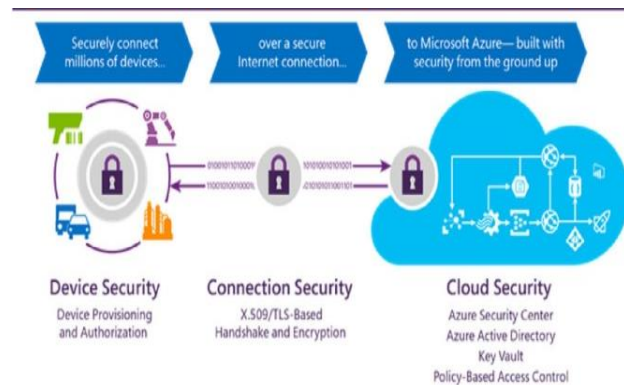 Securely connect
millions of devices...
over a secure
Internet connection...
to Microsoft Azure— built with
security from the ground up
Device Security
Device Provisioning
and Authorization
Connection Security
X.509/TLS-Based
Handshake and Encryption
Cloud Security
Azure Security Center
Azure Active Directory
Key Vault
Policy-Based Access Control